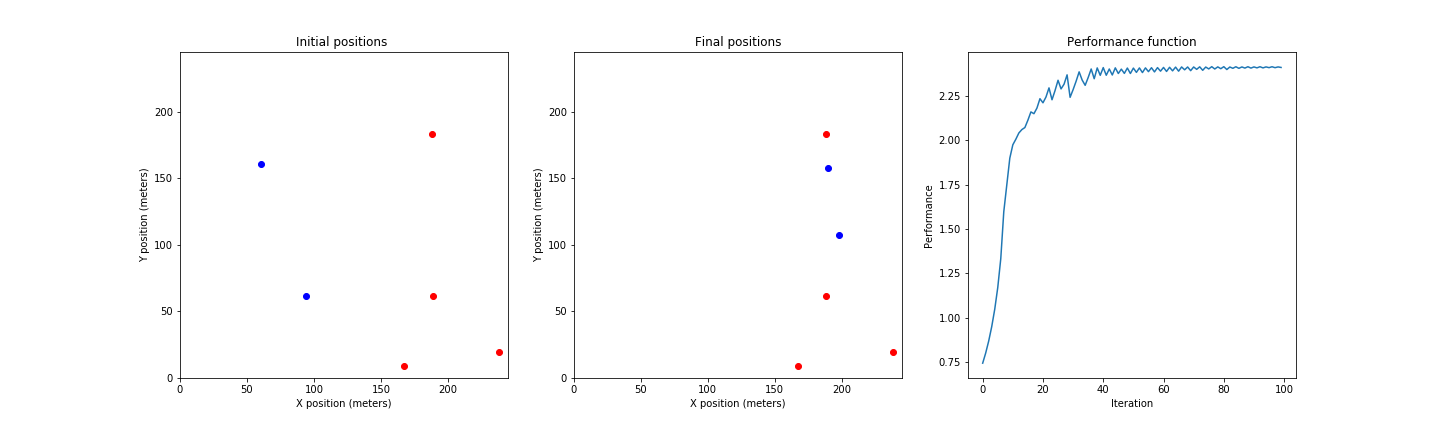 Initial positions
Y position (meters)
200
150
100
50
0
0 50 100 150 200
X position (meters)
Final positions
Y position (meters)
200
150
100
50
0
0 50 100 150 200
X position (meters)
Performance function
Performance
2.25
2.00
1.75
1.50
1.25
1.00
0.75
0 20 40 60 80 100
Iteration